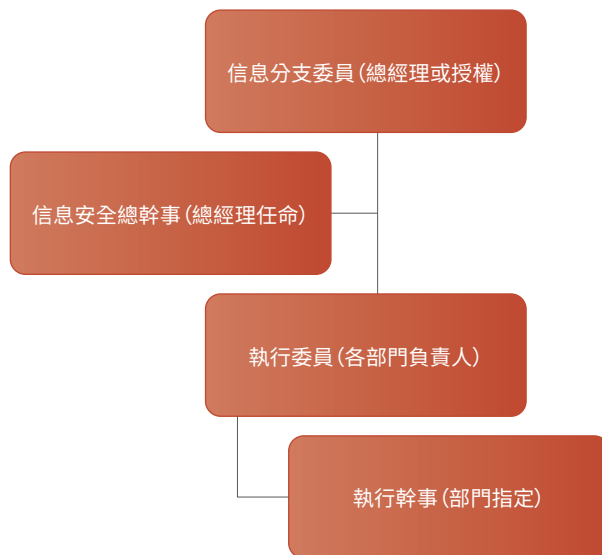 信息分支委員(總經理或授權)
信息安全總幹事(總經理任命)
執行委員(各部門負責人)
執行幹事(部門指定)